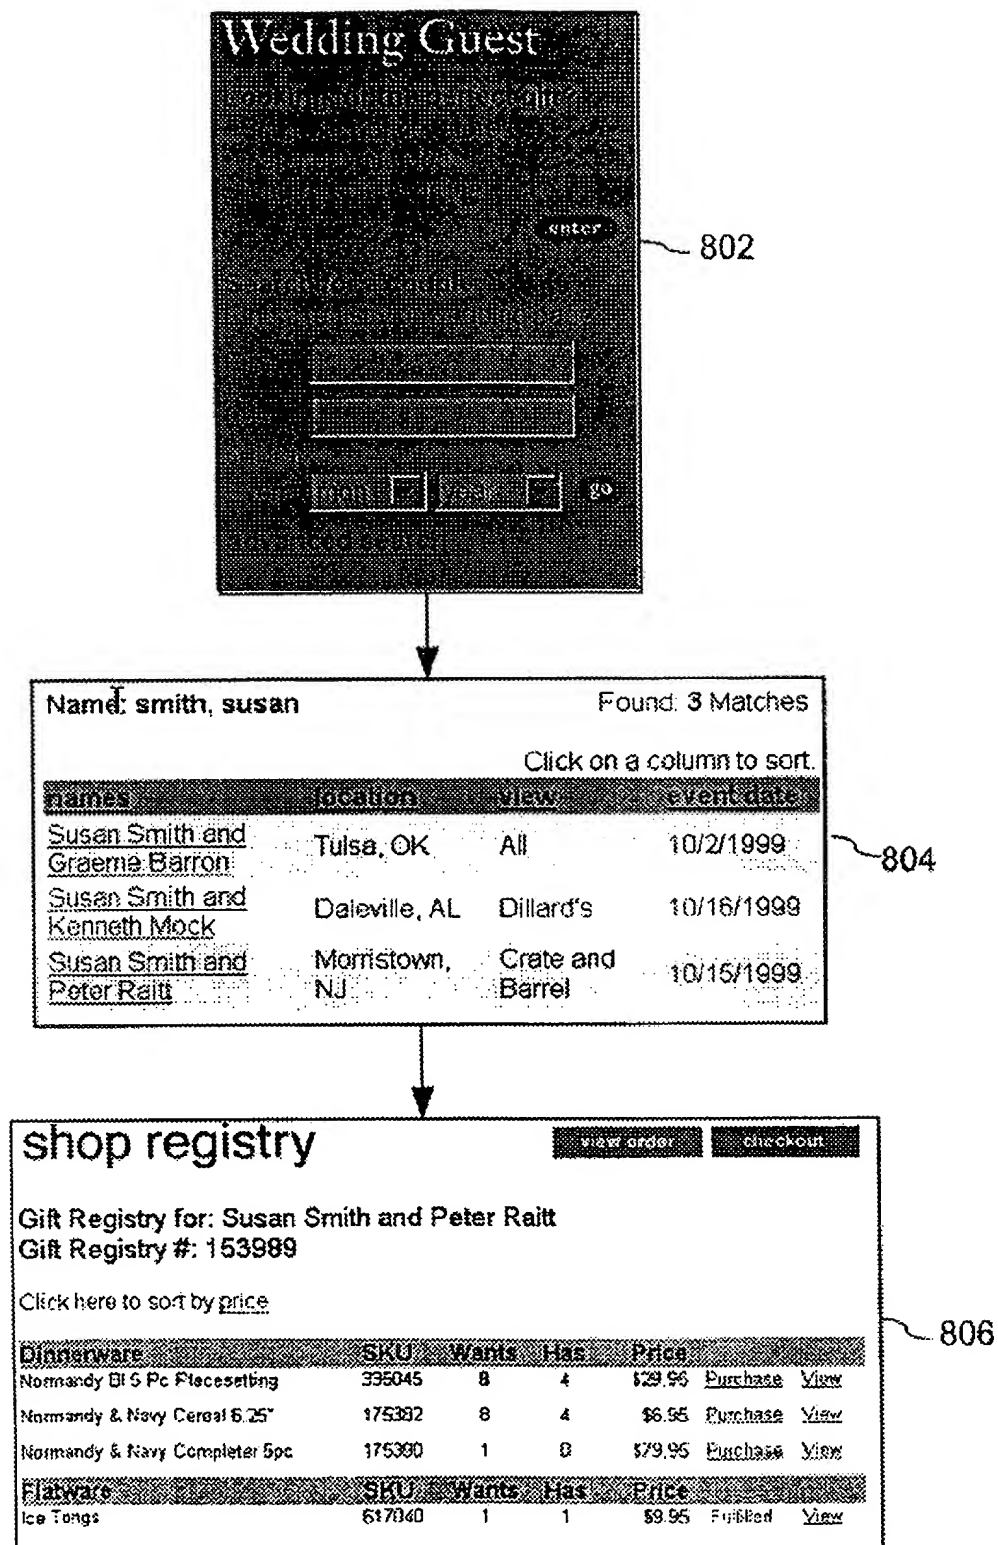 Wedding Guest
enter
802
go
Name: smith, susan
Found: 3 Matches
Click on a column to sort.
names location view event date
Susan Smith and Graeme Barron Tulsa, OK All 10/2/1999
804
Susan Smith and Kenneth Mock Daleville, AL Dillard's 10/16/1999
Susan Smith and Peter Raitt Morristown, NJ Crate and Barrel 10/15/1999
shop registry
view order checkout
Gift Registry for: Susan Smith and Peter Raitt
Gift Registry #: 153989
Click here to sort by price
806
Dinnerware SKU Wants Has Price
Normandy Bl 5 Pc Placesetting 335045 8 4 $29.95 Purchase View
Normandy & Navy Cereal 6.25" 175382 8 4 $6.95 Purchase View
Normandy & Navy Completer 5pc 175380 1 0 $79.95 Purchase View
Flatware SKU Wants Has Price
Ice Tongs 617040 1 1 $9.95 Fulfilled View